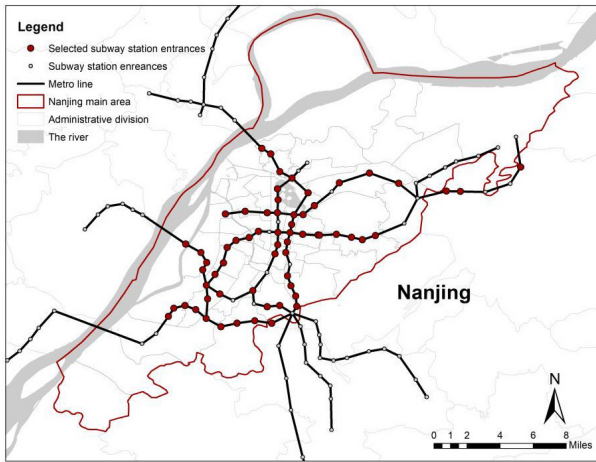 Legend
Selected subway station entrances
Subway station enreances
Metro line
Nanjing main area
Administrative division
The river
Nanjing
N
0 1 2 4 6 8
Miles